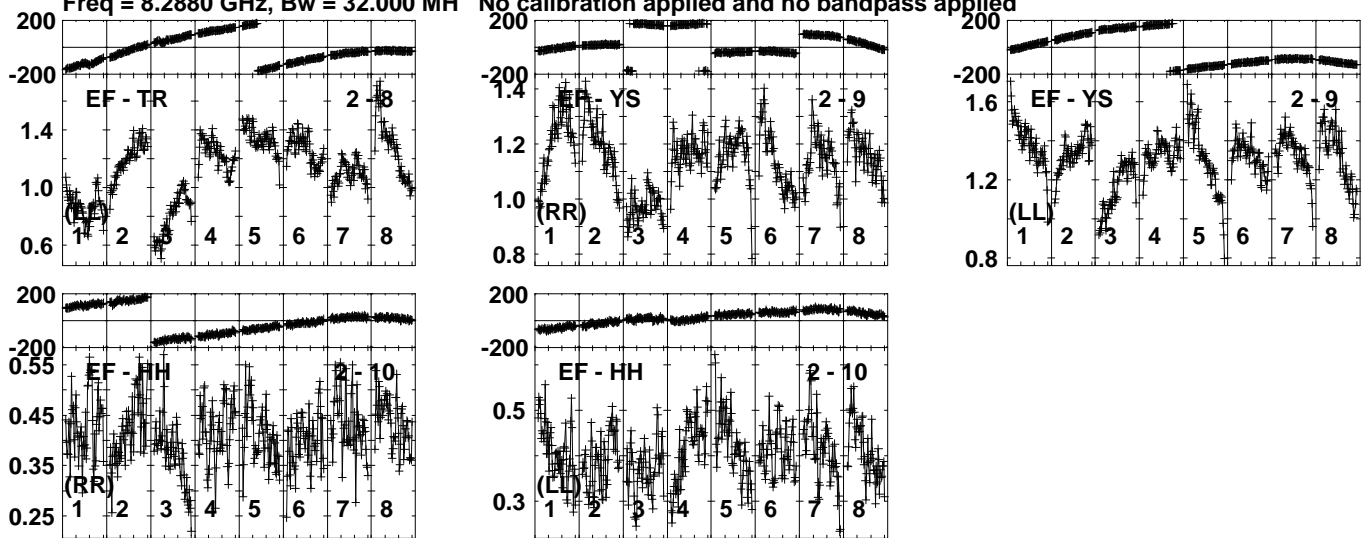 Freq = 8.2880 GHz, Bw = 32.000 MH No calibration applied and no bandpass applied
200
-200
EF - TR 2 - 8
1.4
1.0
0.6
(LL)
1 2 3 4 5 6 7 8
200
-200
EF - YS 2 - 9
1.4
1.2
1.0
0.8
(RR)
1 2 3 4 5 6 7 8
200
-200
EF - YS 2 - 9
1.6
1.4
1.2
0.8
(LL)
1 2 3 4 5 6 7 8
200
-200
EF - HH 2 - 10
0.55
0.45
0.35
0.25
(RR)
1 2 3 4 5 6 7 8
200
-200
EF - HH 2 - 10
0.5
0.3
(LL)
1 2 3 4 5 6 7 8